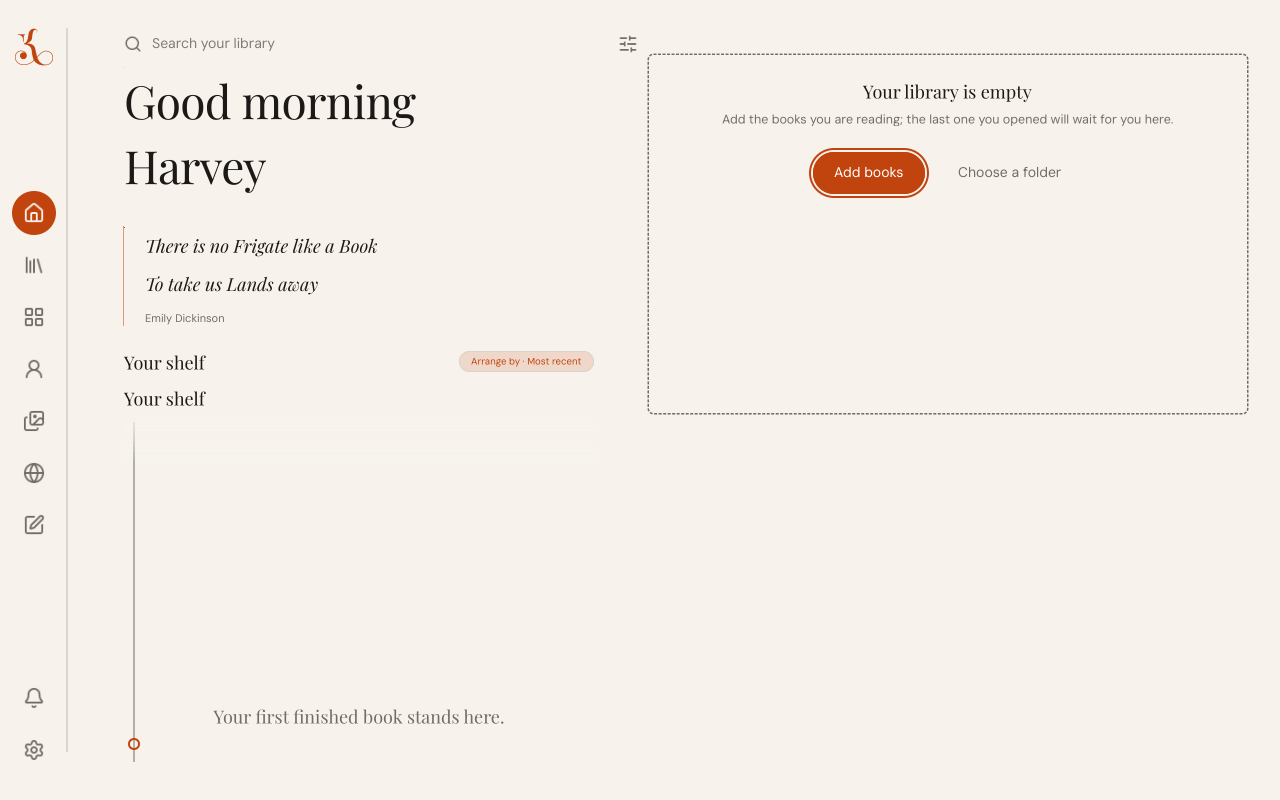 Search your library
Good morning
Harvey
There is no Frigate like a Book
To take us Lands away
Emily Dickinson
Your shelf
Arrange by · Most recent
Your shelf
Your first finished book stands here.
Your library is empty
Add the books you are reading; the last one you opened will wait for you here.
Add books
Choose a folder